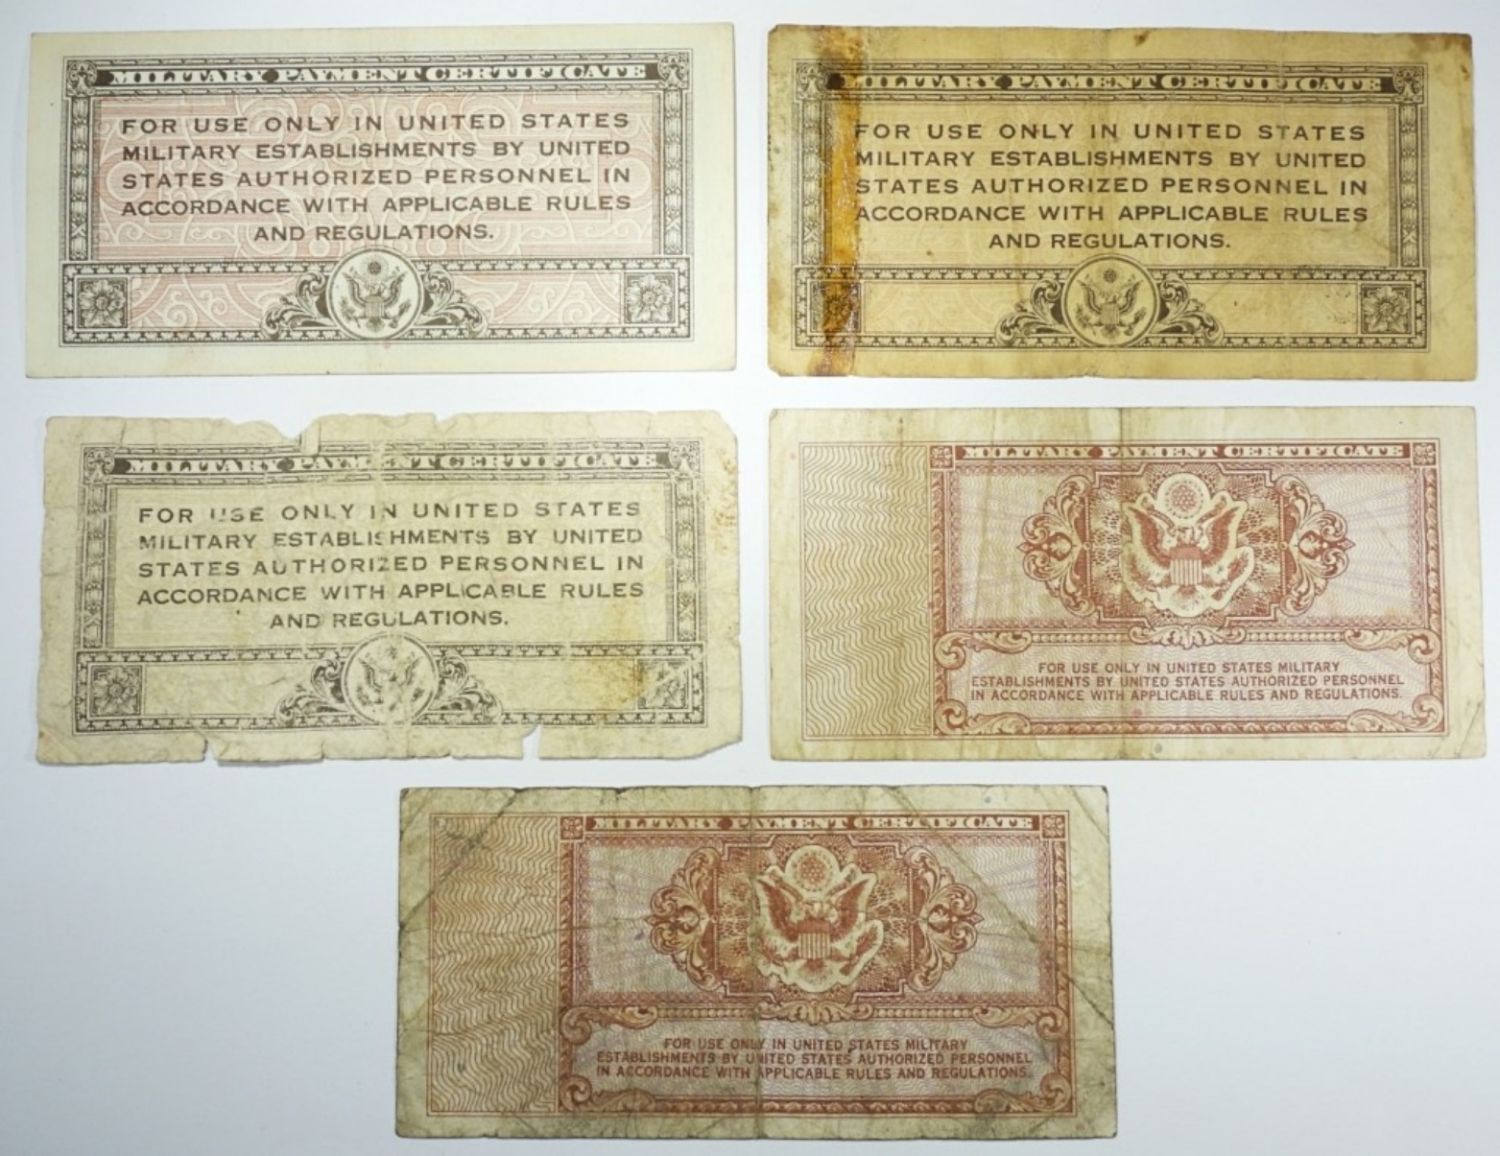 MILITARY PAYMENT CERTIFICATE
FOR USE ONLY IN UNITED STATES
MILITARY ESTABLISHMENTS BY UNITED
STATES AUTHORIZED PERSONNEL IN
ACCORDANCE WITH APPLICABLE RULES
AND REGULATIONS.
MILITARY PAYMENT CERTIFICATE
FOR USE ONLY IN UNITED STATES
MILITARY ESTABLISHMENTS BY UNITED
STATES AUTHORIZED PERSONNEL IN
ACCORDANCE WITH APPLICABLE RULES
AND REGULATIONS.
MILITARY PAYMENT CERTIFICATE
FOR USE ONLY IN UNITED STATES
MILITARY ESTABLISHMENTS BY UNITED
STATES AUTHORIZED PERSONNEL IN
ACCORDANCE WITH APPLICABLE RULES
AND REGULATIONS.
MILITARY PAYMENT CERTIFICATE
FOR USE ONLY IN UNITED STATES MILITARY
ESTABLISHMENTS BY UNITED STATES AUTHORIZED PERSONNEL
IN ACCORDANCE WITH APPLICABLE RULES AND REGULATIONS.
MILITARY PAYMENT CERTIFICATE
FOR USE ONLY IN UNITED STATES MILITARY
ESTABLISHMENTS BY UNITED STATES AUTHORIZED PERSONNEL
IN ACCORDANCE WITH APPLICABLE RULES AND REGULATIONS.